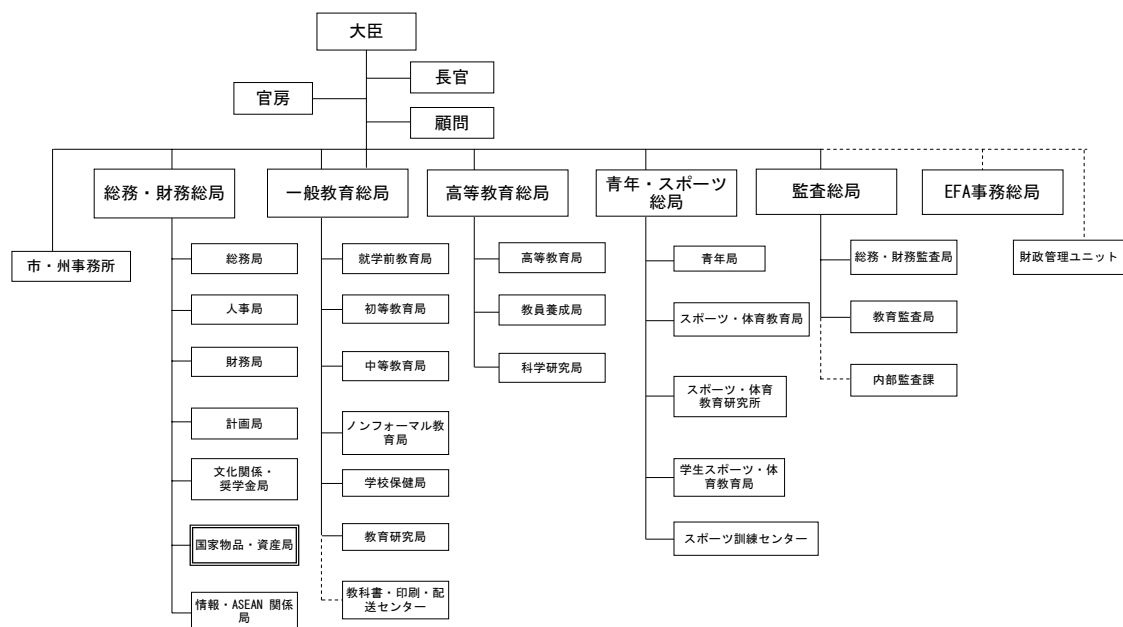 大臣
長官
官房
顧問
総務・財務総局
一般教育総局
高等教育総局
青年・スポーツ
総局
監査総局
EFA事務総局
市・州事務所
財政管理ユニット
総務局
人事局
財務局
計画局
文化関係・
奨学金局
国家物品・資産局
情報・ASEAN 関係
局
就学前教育局
初等教育局
中等教育局
ノンフォーマル教
育局
学校保健局
教育研究局
教科書・印刷・配
送センター
高等教育局
教員養成局
科学研究局
青年局
スポーツ・体育教育局
スポーツ・体育
教育研究所
学生スポーツ・体
育教育局
スポーツ訓練センター
総務・財務監査局
教育監査局
内部監査課